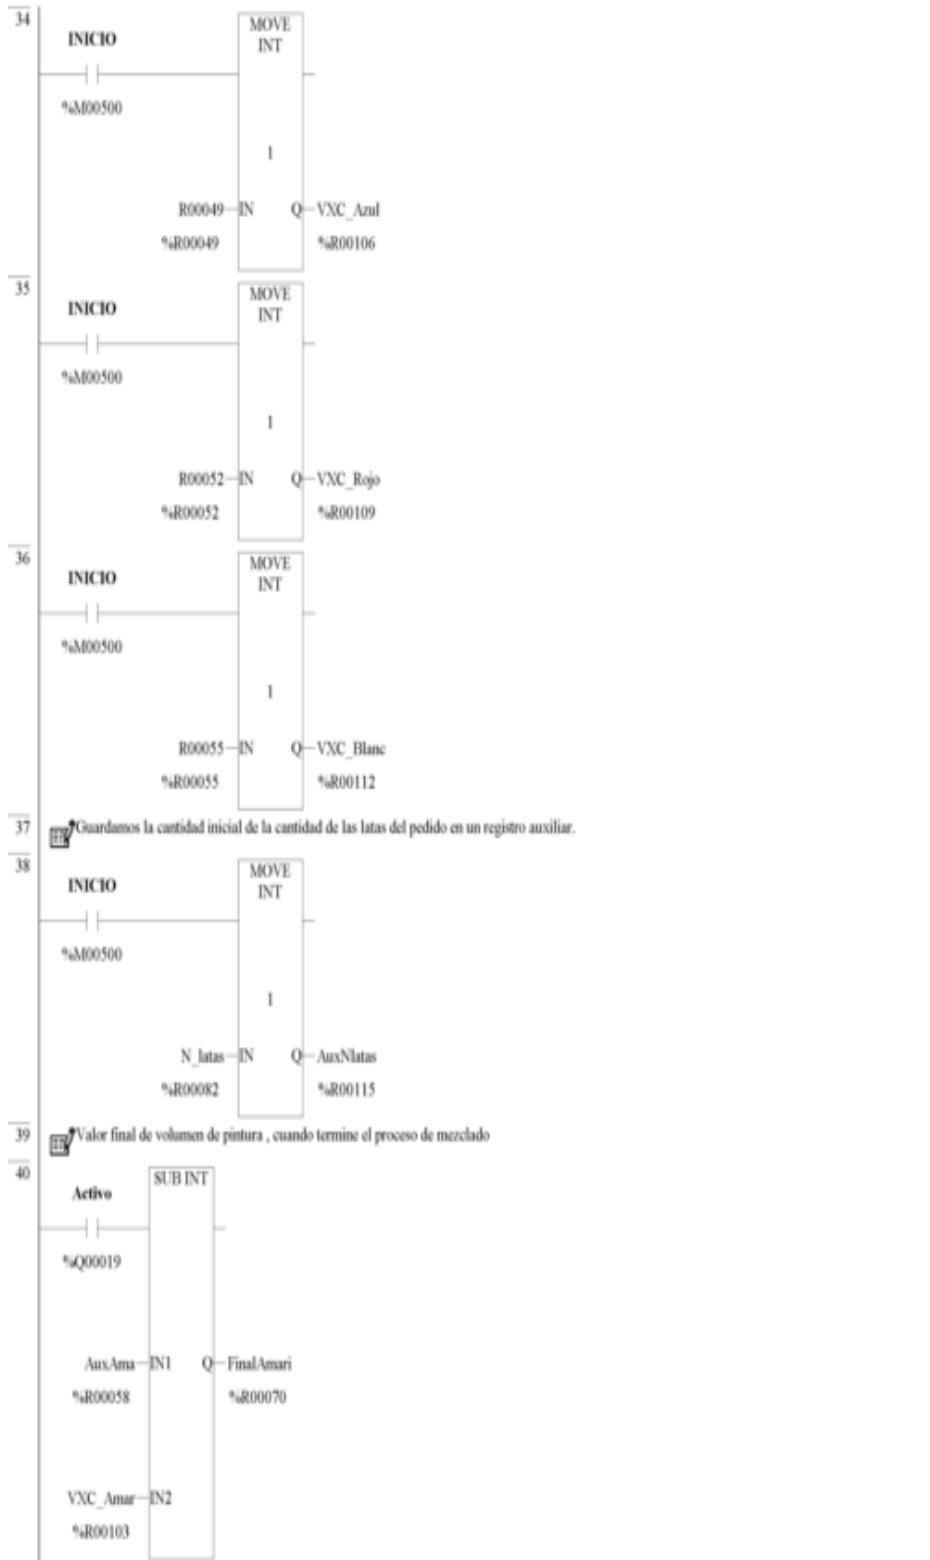 34
MOVE
INICIO
INT
%M00500
1
R00049 IN Q VXC_Azul
%R00049 %R00106
35
MOVE
INICIO
INT
%M00500
1
R00052 IN Q VXC_Rojo
%R00052 %R00109
36
MOVE
INICIO
INT
%M00500
1
R00055 IN Q VXC_Blanc
%R00055 %R00112
37 *Guardamos la cantidad inicial de la cantidad de las latas del pedido en un registro auxiliar.
38
MOVE
INICIO
INT
%M00500
1
N_latas IN Q AuxNlatas
%R00082 %R00115
39 *Valor final de volumen de pintura , cuando termine el proceso de mezclado
40
SUB INT
Activo
%Q00019
AuxAma IN1 Q FinalAmari
%R00058 %R00070
VXC_Amar IN2
%R00103